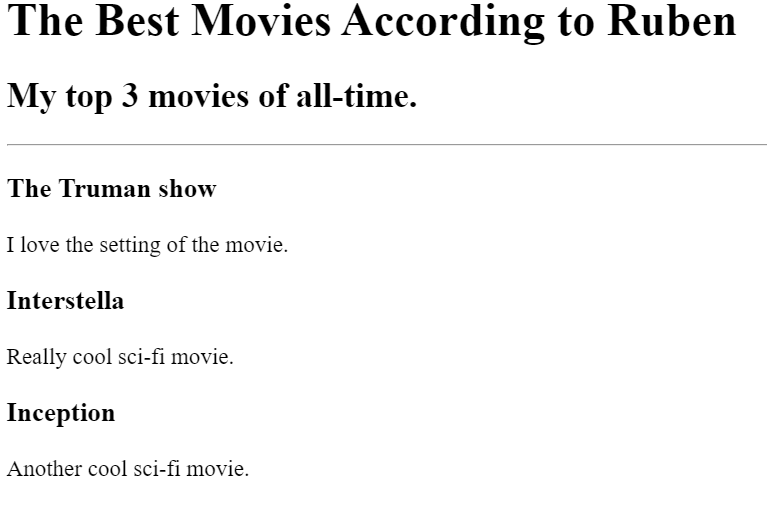 The Best Movies According to Ruben
My top 3 movies of all-time.
The Truman show
I love the setting of the movie.
Interstella
Really cool sci-fi movie.
Inception
Another cool sci-fi movie.